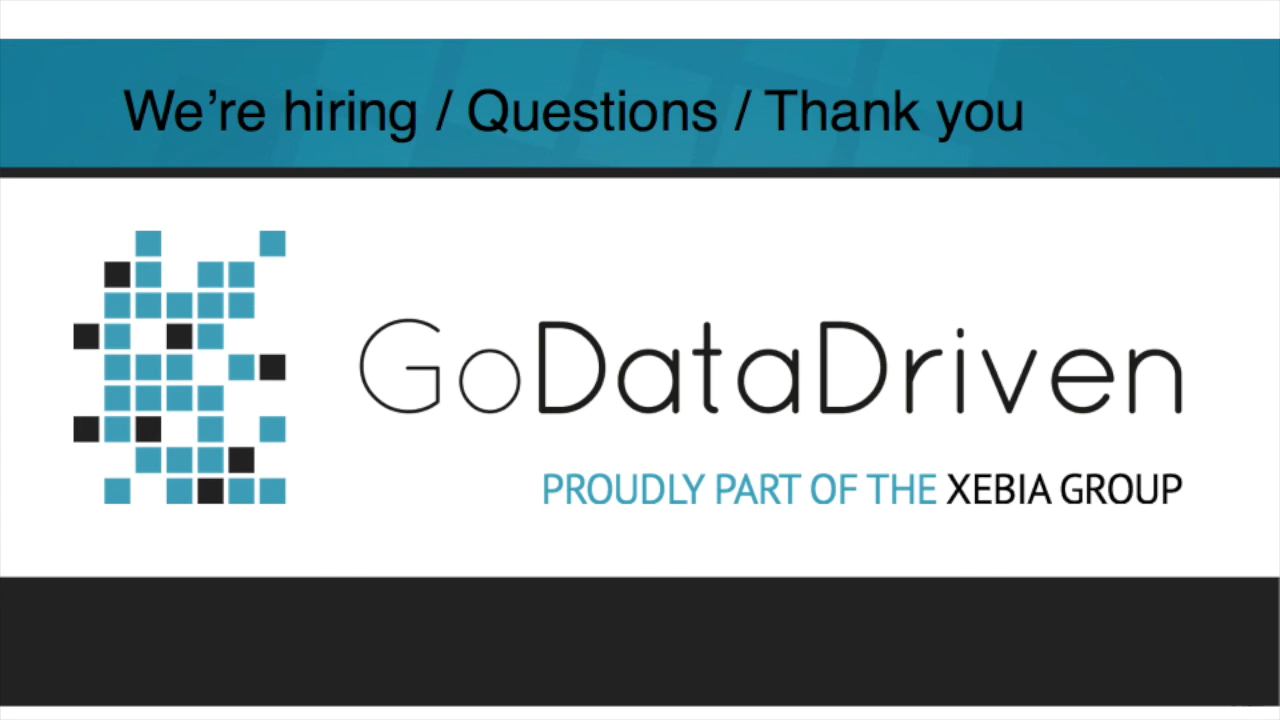 We’re hiring / Questions / Thank you
GoDataDriven
PROUDLY PART OF THE XEBIA GROUP